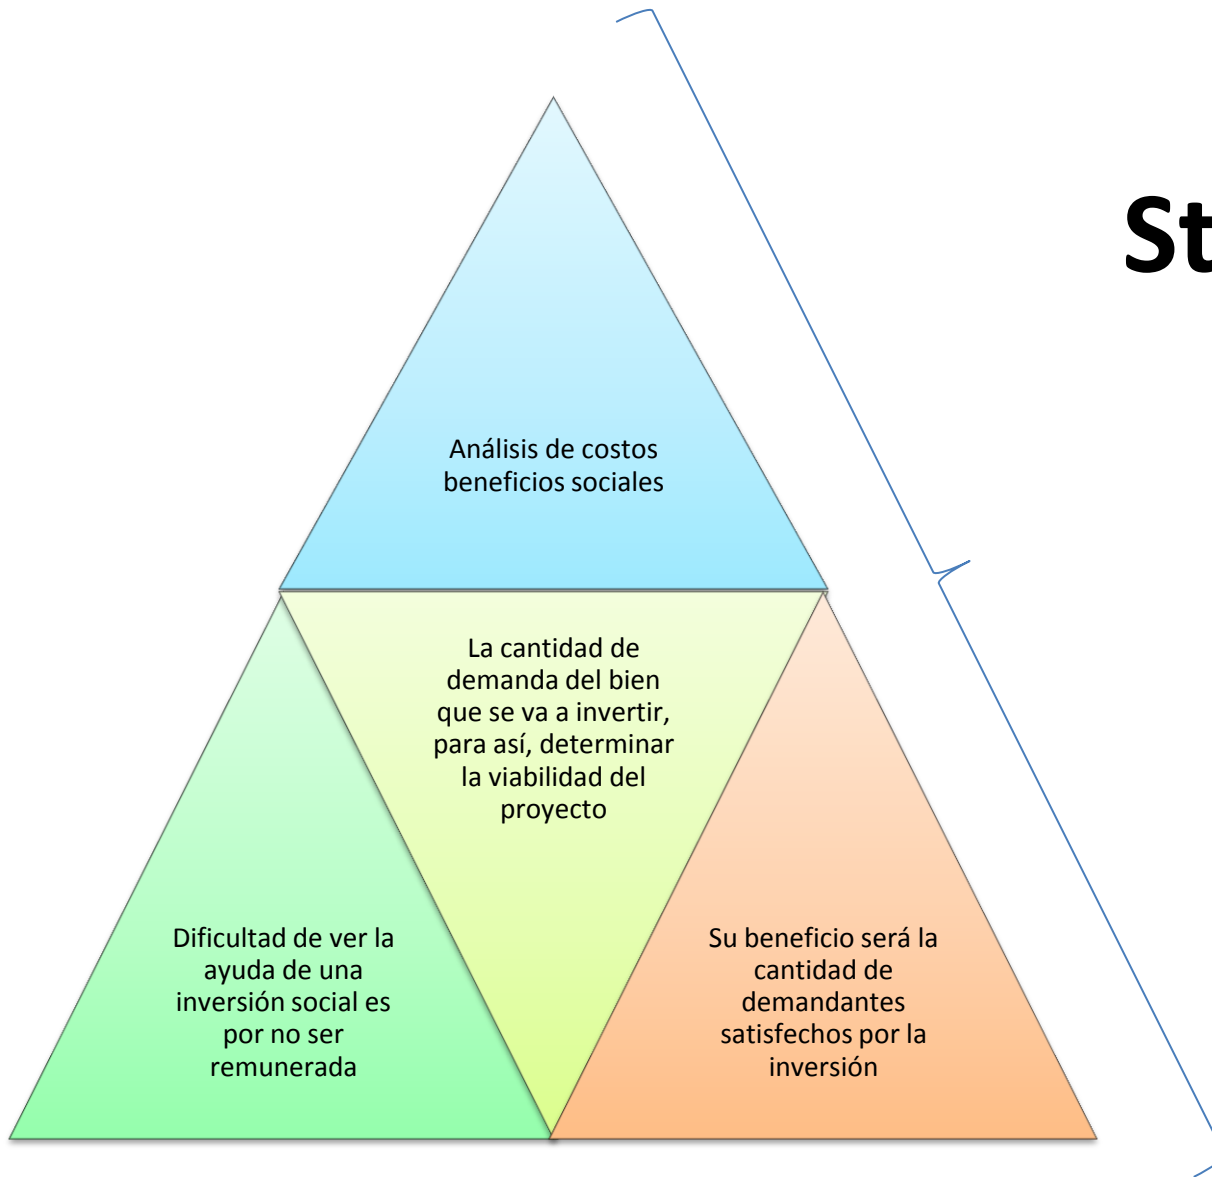 St
Análisis de costos
beneficios sociales
La cantidad de
demanda del bien
que se va a invertir,
para así, determinar
la viabilidad del
proyecto
Dificultad de ver la
ayuda de una
inversión social es
por no ser
remunerada
Su beneficio será la
cantidad de
demandantes
satisfechos por la
inversión